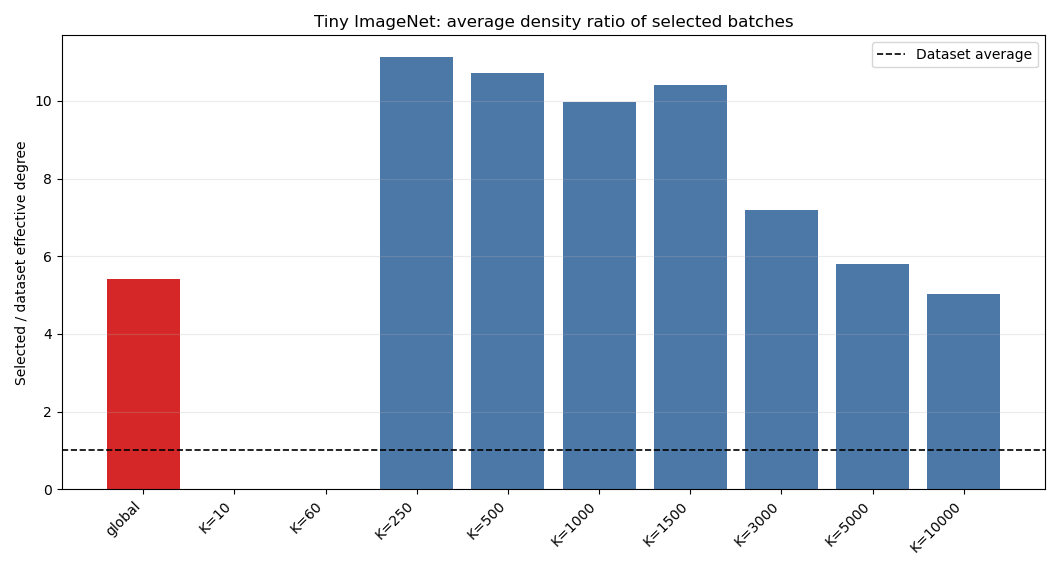 Tiny ImageNet: average density ratio of selected batches
Dataset average
Selected / dataset effective degree
10
8
6
4
2
0
global
K=10
K=60
K=250
K=500
K=1000
K=1500
K=3000
K=5000
K=10000